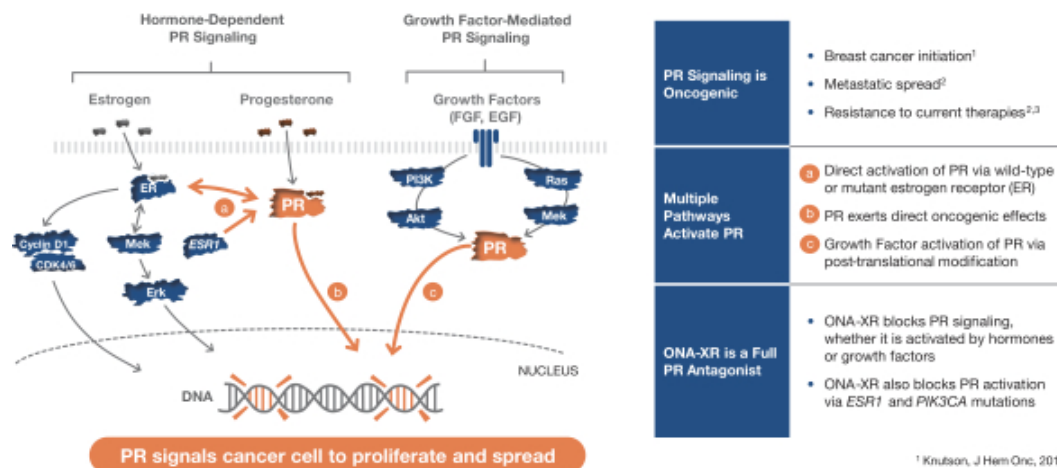 Hormone-Dependent
PR Signaling
Growth Factor-Mediated
PR Signaling
Estrogen
Progesterone
Growth Factors
(FGF, EGF)
ER
PR
a
Cyclin D1
CDK4/6
Mek
ESR1
Erk
PI3K
Ras
Akt
Mek
PR
b
c
NUCLEUS
DNA
PR signals cancer cell to proliferate and spread
PR Signaling is
Oncogenic
• Breast cancer initiation¹
• Metastatic spread²
• Resistance to current therapies²,³
Multiple
Pathways
Activate PR
a Direct activation of PR via wild-type
or mutant estrogen receptor (ER)
b PR exerts direct oncogenic effects
c Growth Factor activation of PR via
post-translational modification
ONA-XR is a Full
PR Antagonist
• ONA-XR blocks PR signaling,
whether it is activated by hormones
or growth factors
• ONA-XR also blocks PR activation
via ESR1 and PIK3CA mutations
¹ Knutson, J Hem Onc, 201